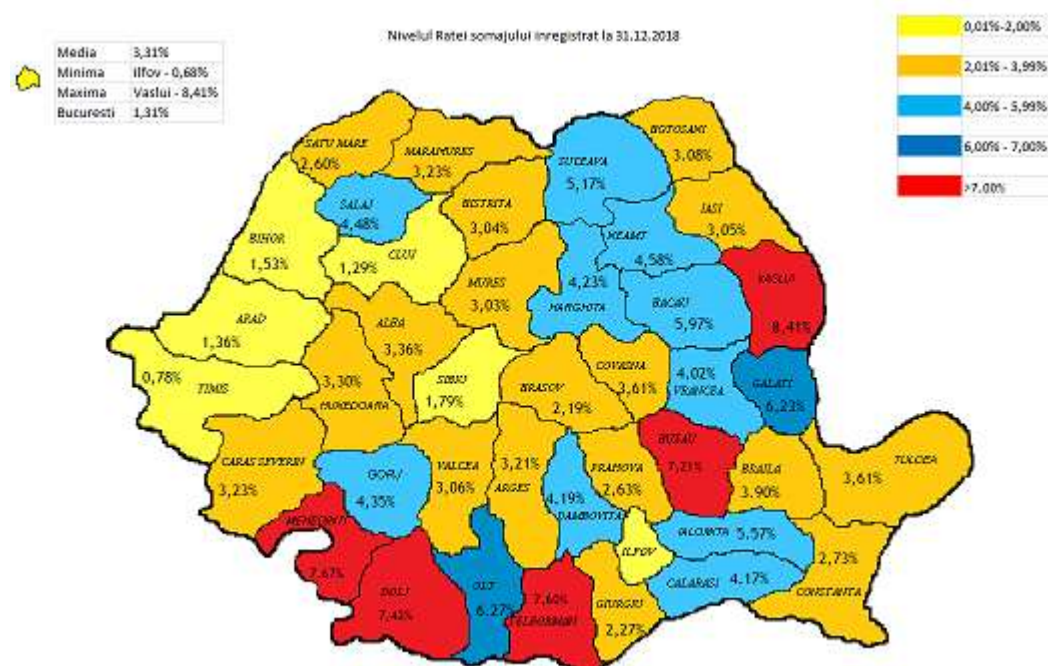 Nivelul Ratei somajului inregistrat la 31.12.2018
Media 3,31%
Minima ilfov - 0,68%
Maxima Vaslui - 8,41%
Bucuresti 1,31%
0,01%-2,00%
2,01% - 3,99%
4,00% - 5,99%
6,00% - 7,00%
>7.00%
SATU MARE
2,60%
MARAMURES
3,23%
SUCEAVA
5,17%
BOTOSANI
3.08%
SALAJ
4,48%
BISTRITA
3,04%
IASI
3,05%
BIHOR
1,53%
CLUJ
1,29%
NEAMT
4,58%
MURES
3,03%
4,23%
HARGHITA
BACAU
5,97%
VASLUI
8,41%
ARAD
1,36%
ALBA
3,36%
0,78%
TIMIS
3,30%
HUNEDOARA
SIBIU
1,79%
BRASOV
2,19%
COVASNA
3,61%
4,02%
VRANCEA
GALATI
6,23%
CARAS SEVERIN
3,23%
GORJ
4,35%
VALCEA
3,06%
3,21%
ARGES
4,19%
DAMBOVITA
PRAHOVA
2,63%
BUZAU
7,21%
BRAILA
3.90%
TULCEA
3,61%
MEHEDINTI
7.67%
DOLJ
7,42%
OLT
6.27%
7,60%
TELEORMAN
GIURGIU
2,27%
ILFOV
IALOMITA 5.57%
CALARASI 4.17%
2,73%
CONSTANTA